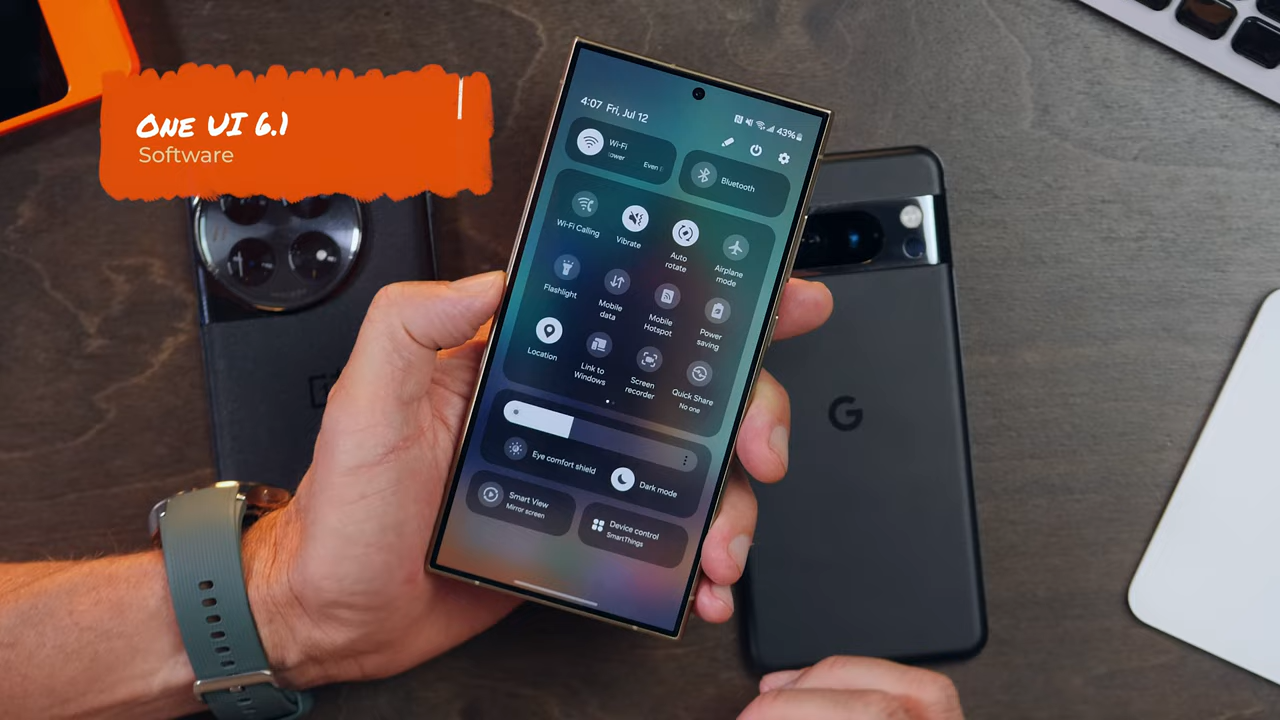 One UI 6.1
Software
4:07 Fri, Jul 12
43%
Wi-Fi
Bluetooth
Wi-Fi Calling
Vibrate
Auto
rotate
Airplane
mode
Flashlight
Mobile
data
Mobile
Hotspot
Power
saving
Location
Link to
Windows
Screen
recorder
Quick Share
No one
Eye comfort shield
Dark mode
Smart View
Mirror screen
Device control
SmartThings
G